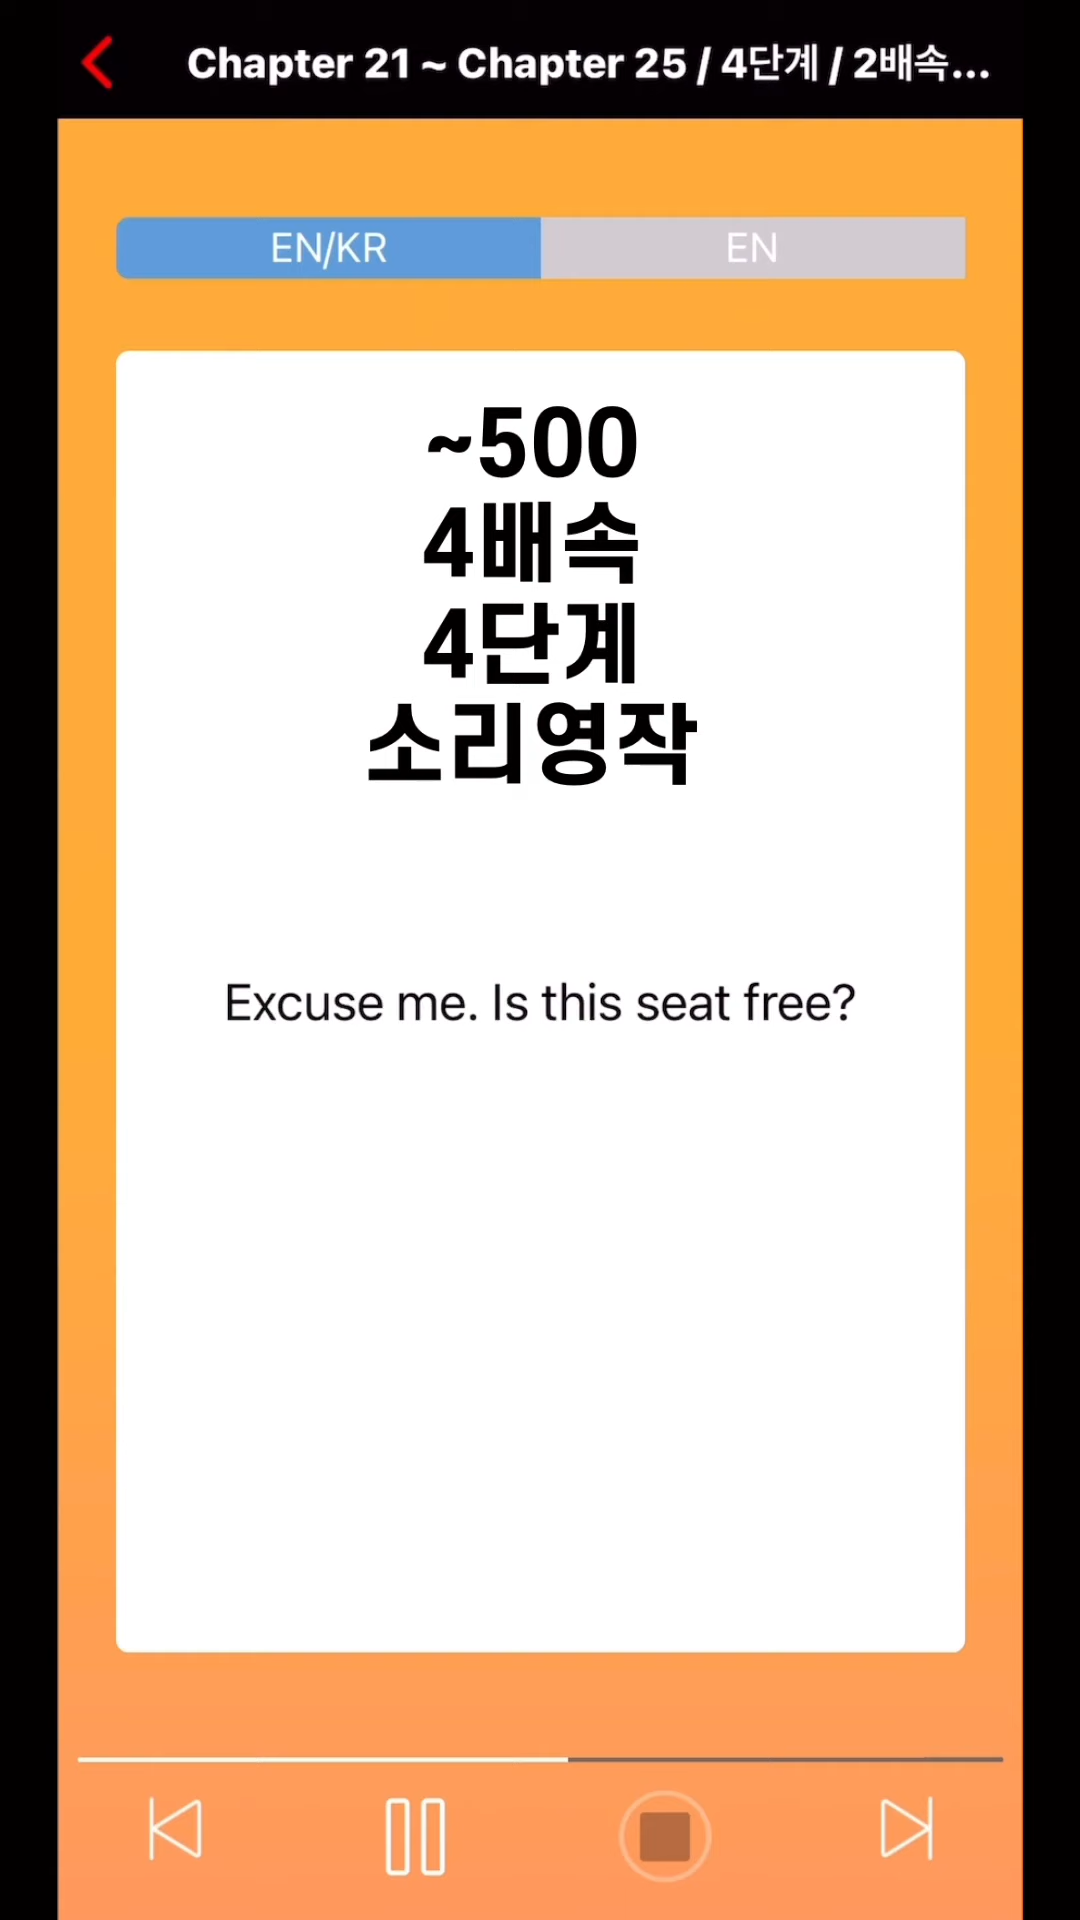 Chapter 21 ~ Chapter 25 / 4단계 / 2배속...
EN/KR
EN
~500
4배속
4단계
소리영작
Excuse me. Is this seat free?